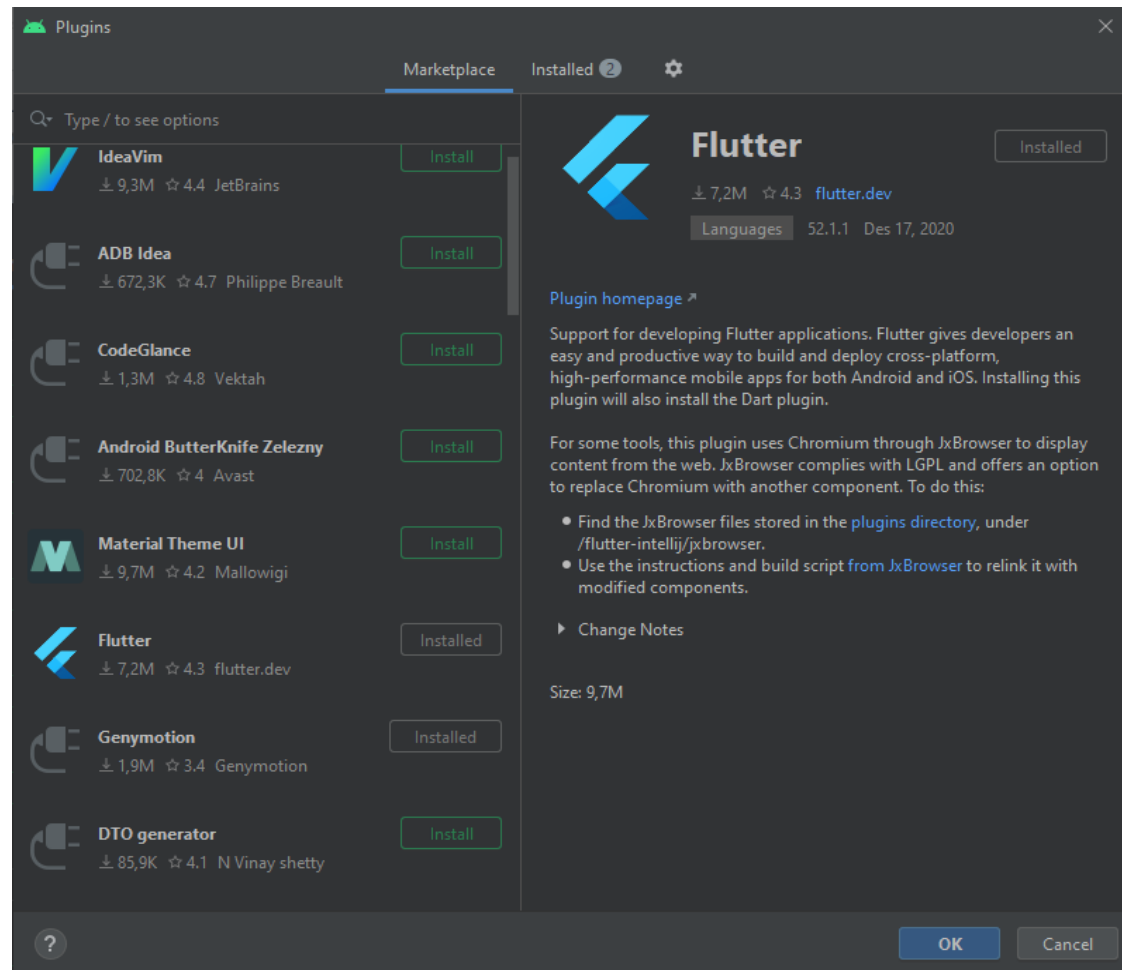 Plugins
Marketplace
Installed 2
Type / to see options
IdeaVim
Install
9,3M 4.4 JetBrains
ADB Idea
Install
672,3K 4.7 Philippe Breault
CodeGlance
Install
1,3M 4.8 Vektah
Android ButterKnife Zelezny
Install
702,8K 4 Avast
Material Theme UI
Install
9,7M 4.2 Mallowigi
Flutter
Installed
7,2M 4.3 flutter.dev
Genymotion
Installed
1,9M 3.4 Genymotion
DTO generator
Install
85,9K 4.1 N Vinay shetty
Flutter
Installed
7,2M 4.3 flutter.dev
Languages 52.1.1 Des 17, 2020
Plugin homepage
Support for developing Flutter applications. Flutter gives developers an
easy and productive way to build and deploy cross-platform,
high-performance mobile apps for both Android and iOS. Installing this
plugin will also install the Dart plugin.
For some tools, this plugin uses Chromium through JxBrowser to display
content from the web. JxBrowser complies with LGPL and offers an option
to replace Chromium with another component. To do this:
Find the JxBrowser files stored in the plugins directory, under
/flutter-intellij/jxbrowser.
Use the instructions and build script from JxBrowser to relink it with
modified components.
Change Notes
Size: 9,7M
?
OK
Cancel